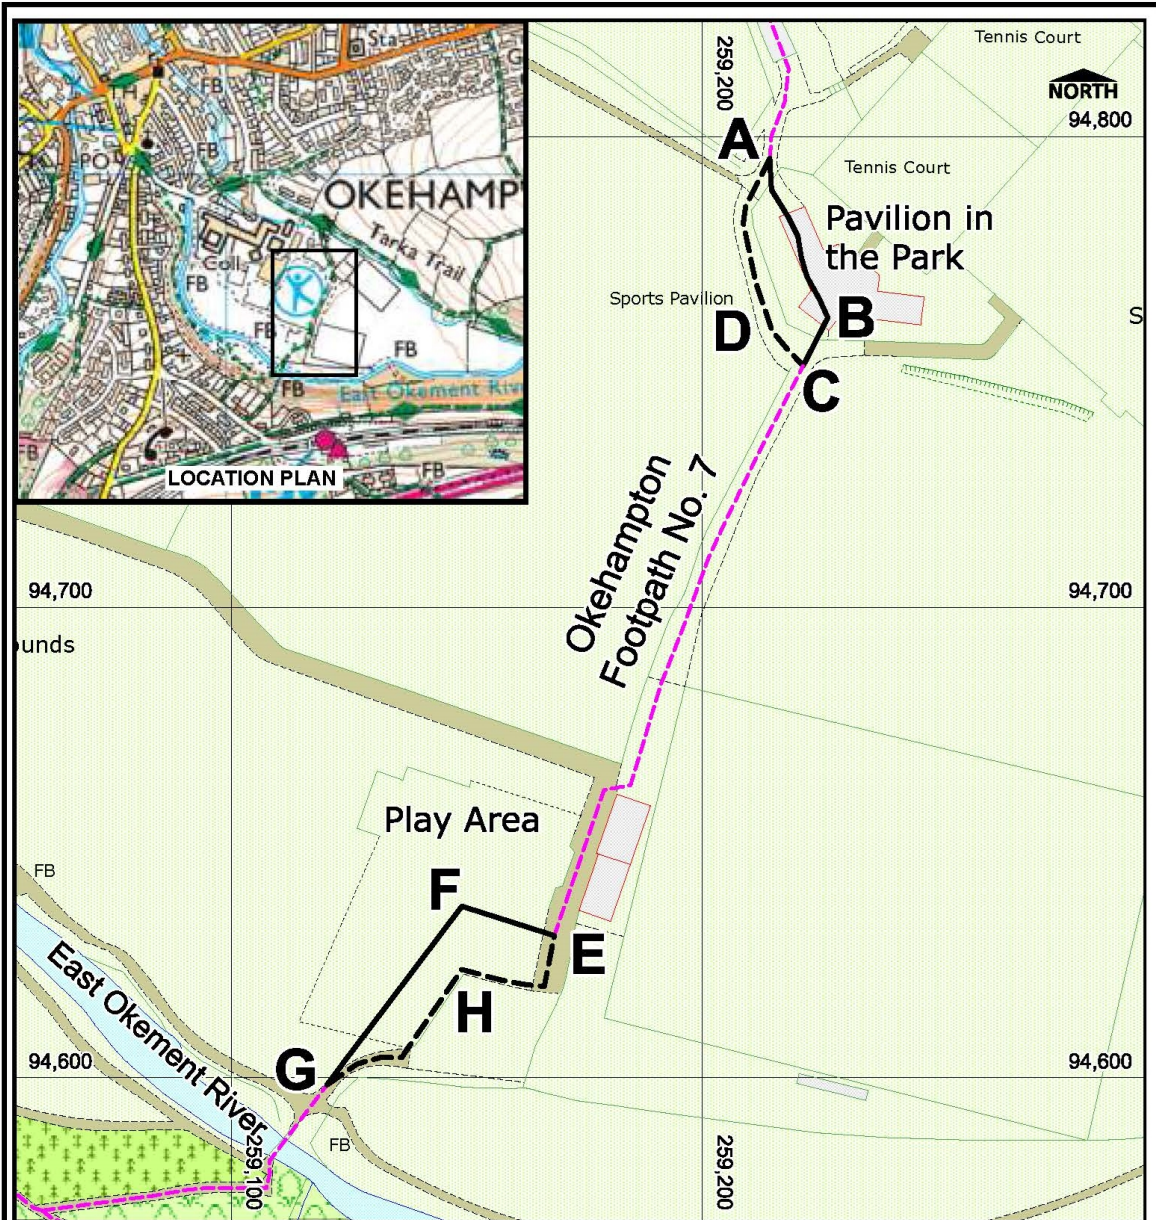 Sta
G
H
FB
PO
FB
OKEHAMP
Tarka Trail
Coll
FB
FB
FB
FB
East Okement Rive
FB
FB
LOCATION PLAN
259,200
Tennis Court
NORTH
94,800
A
Tennis Court
Pavilion in
the Park
Sports Pavilion
D
B
S
C
Okehampton
Footpath No. 7
94,700
94,700
unds
Play Area
FB
F
E
H
East Okement River
G
94,600
94,600
FB
259,100
259,200